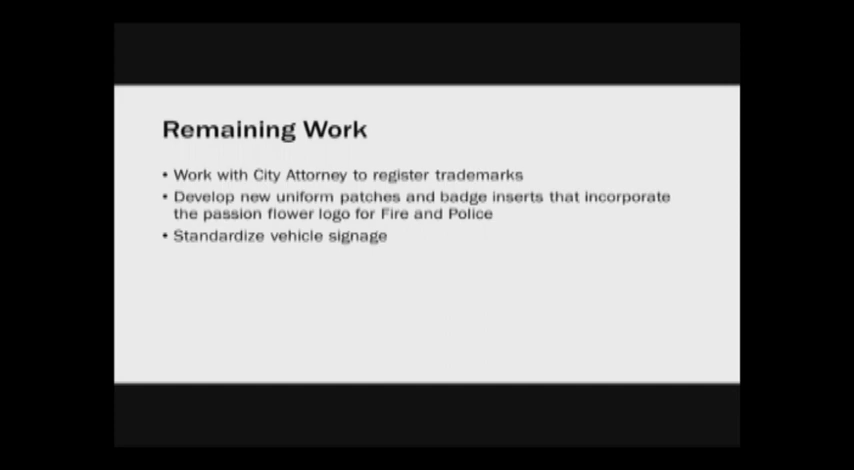 Remaining Work
• Work with City Attorney to register trademarks
• Develop new uniform patches and badge inserts that incorporate
the passion flower logo for Fire and Police
• Standardize vehicle signage